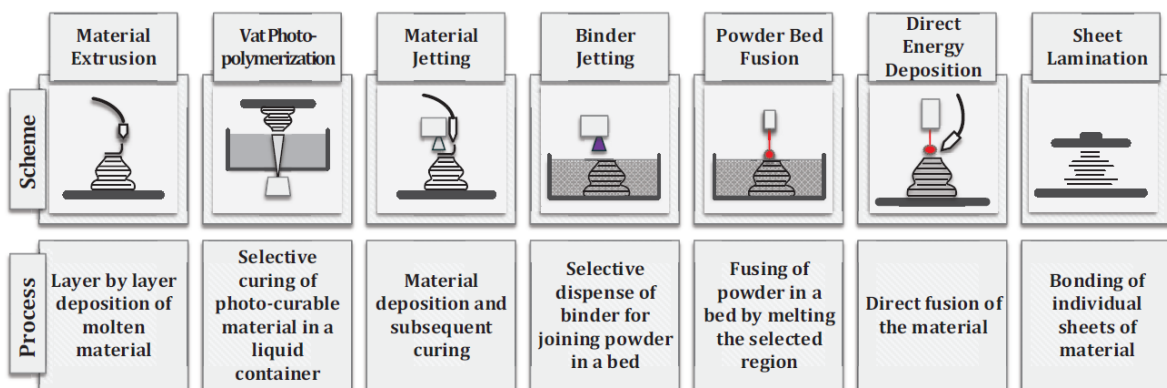 Material
Extrusion
Vat Photo-
polymerization
Material
Jetting
Binder
Jetting
Powder Bed
Fusion
Direct
Energy
Deposition
Sheet
Lamination
Scheme
Process
Layer by layer
deposition of
molten
material
Selective
curing of
photo-curable
material in a
liquid
container
Material
deposition and
subsequent
curing
Selective
dispense of
binder for
joining powder
in a bed
Fusing of
powder in a
bed by melting
the selected
region
Direct fusion
of the material
Bonding of
individual
sheets of
material